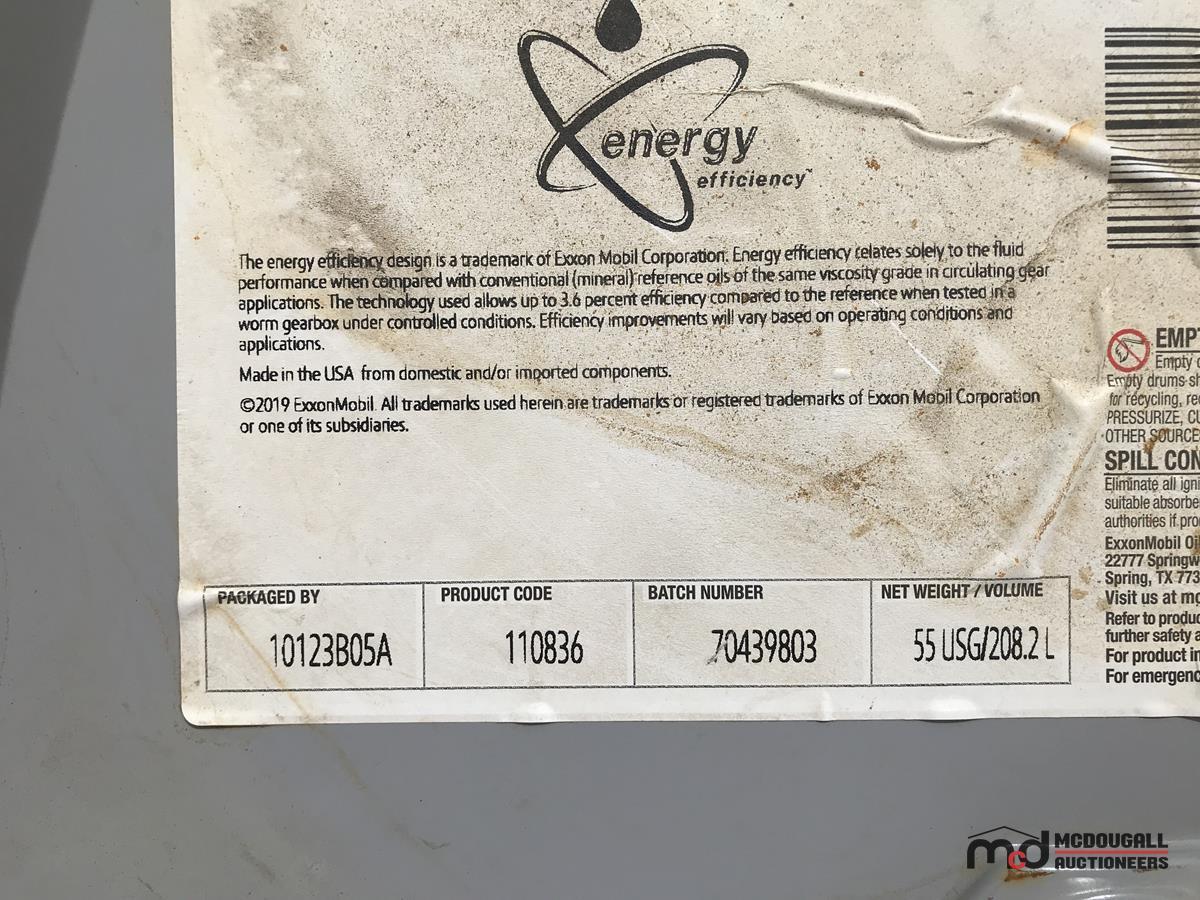 energy
efficiency™
The energy efficiency design is a trademark of Exxon Mobil Corporation. Energy efficiency relates solely to the fluid
performance when compared with conventional (mineral) reference oils of the same viscosity grade in circulating gear
applications. The technology used allows up to 3.6 percent efficiency compared to the reference when tested in a
worm gearbox under controlled conditions. Efficiency improvements will vary based on operating conditions and
applications.
Made in the USA from domestic and/or imported components.
©2019 ExxonMobil. All trademarks used herein are trademarks or registered trademarks of Exxon Mobil Corporation
or one of its subsidiaries.
PACKAGED BY
10123B05A
PRODUCT CODE
110836
BATCH NUMBER
70439803
NET WEIGHT / VOLUME
55 USG/208.2 L
EMPT
Empty
Empty drums sh
for recycling, re
PRESSURIZE, CU
OTHER SOURCE
SPILL CON
Eliminate all igni
suitable absorbe
authorities if pro
ExxonMobil Oil
22777 Springw
Spring, TX 773
Visit us at mo
Refer to produc
further safety a
For product in
For emergenc
mcd MCDOUGALL
AUCTIONEERS